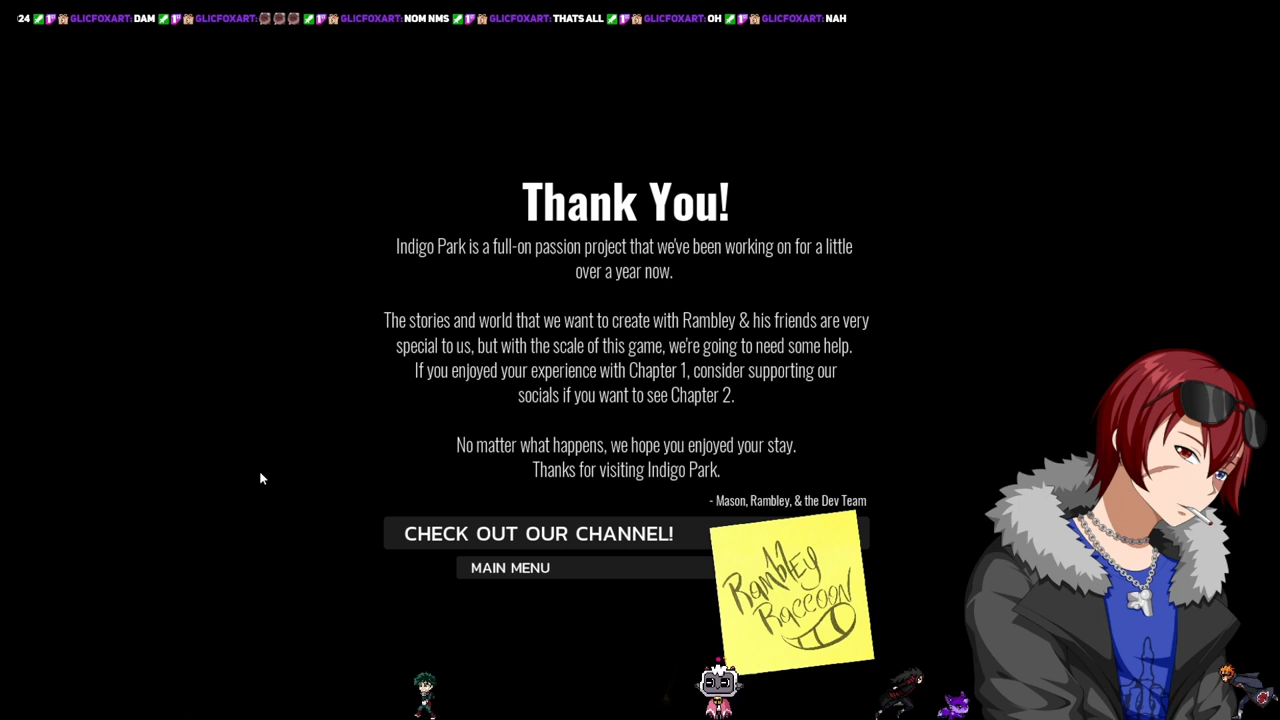 :24 GLICFOXART: DAM GLICFOXART: GLICFOXART: NOM NMS GLICFOXART: THATS ALL GLICFOXART: OH GLICFOXART: NAH
Thank You!
Indigo Park is a full-on passion project that we've been working on for a little
over a year now.
The stories and world that we want to create with Rambley & his friends are very
special to us, but with the scale of this game, we're going to need some help.
If you enjoyed your experience with Chapter 1, consider supporting our
socials if you want to see Chapter 2.
No matter what happens, we hope you enjoyed your stay.
Thanks for visiting Indigo Park.
- Mason, Rambley, & the Dev Team
CHECK OUT OUR CHANNEL!
MAIN MENU
Rambley
Raccoon